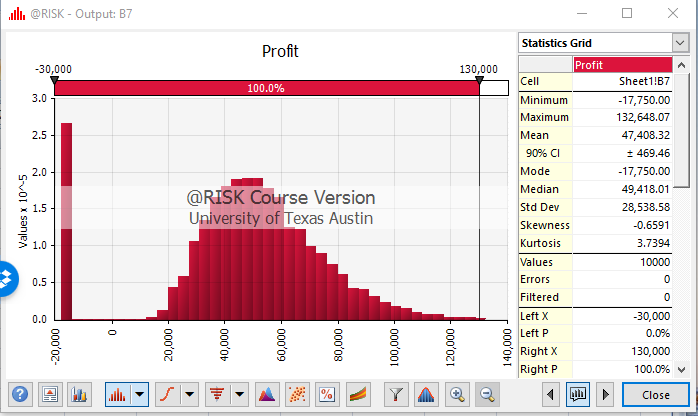 @RISK - Output: B7
Profit
-30,000
130,000
100.0%
3.0
2.5
2.0
1.5
1.0
0.5
0.0
Values x 10^-5
-20,000
0
20,000
40,000
60,000
80,000
100,000
120,000
140,000
@RISK Course Version
University of Texas Austin
Statistics Grid
Profit
Cell Sheet1!B7
Minimum -17,750.00
Maximum 132,648.07
Mean 47,408.32
90% CI ± 469.46
Mode -17,750.00
Median 49,418.01
Std Dev 28,538.58
Skewness -0.6591
Kurtosis 3.7394
Values 10000
Errors 0
Filtered 0
Left X -30,000
Left P 0.0%
Right X 130,000
Right P 100.0%
Close